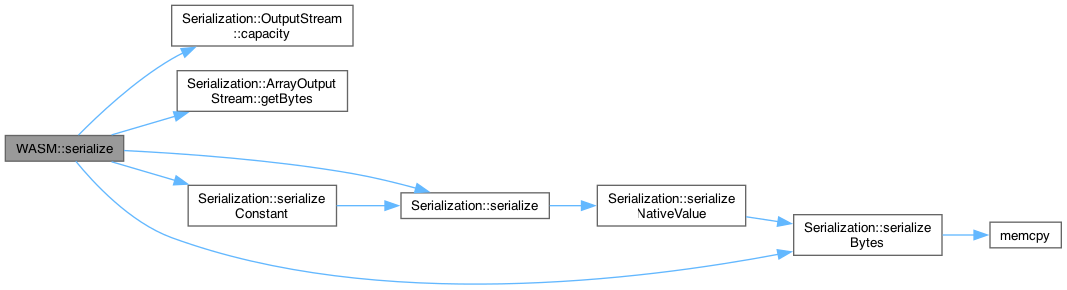 Serialization::OutputStream
::capacity
Serialization::ArrayOutput
Stream::getBytes
WASM::serialize
Serialization::serialize
Constant
Serialization::serialize
Serialization::serialize
NativeValue
Serialization::serialize
Bytes
memcpy